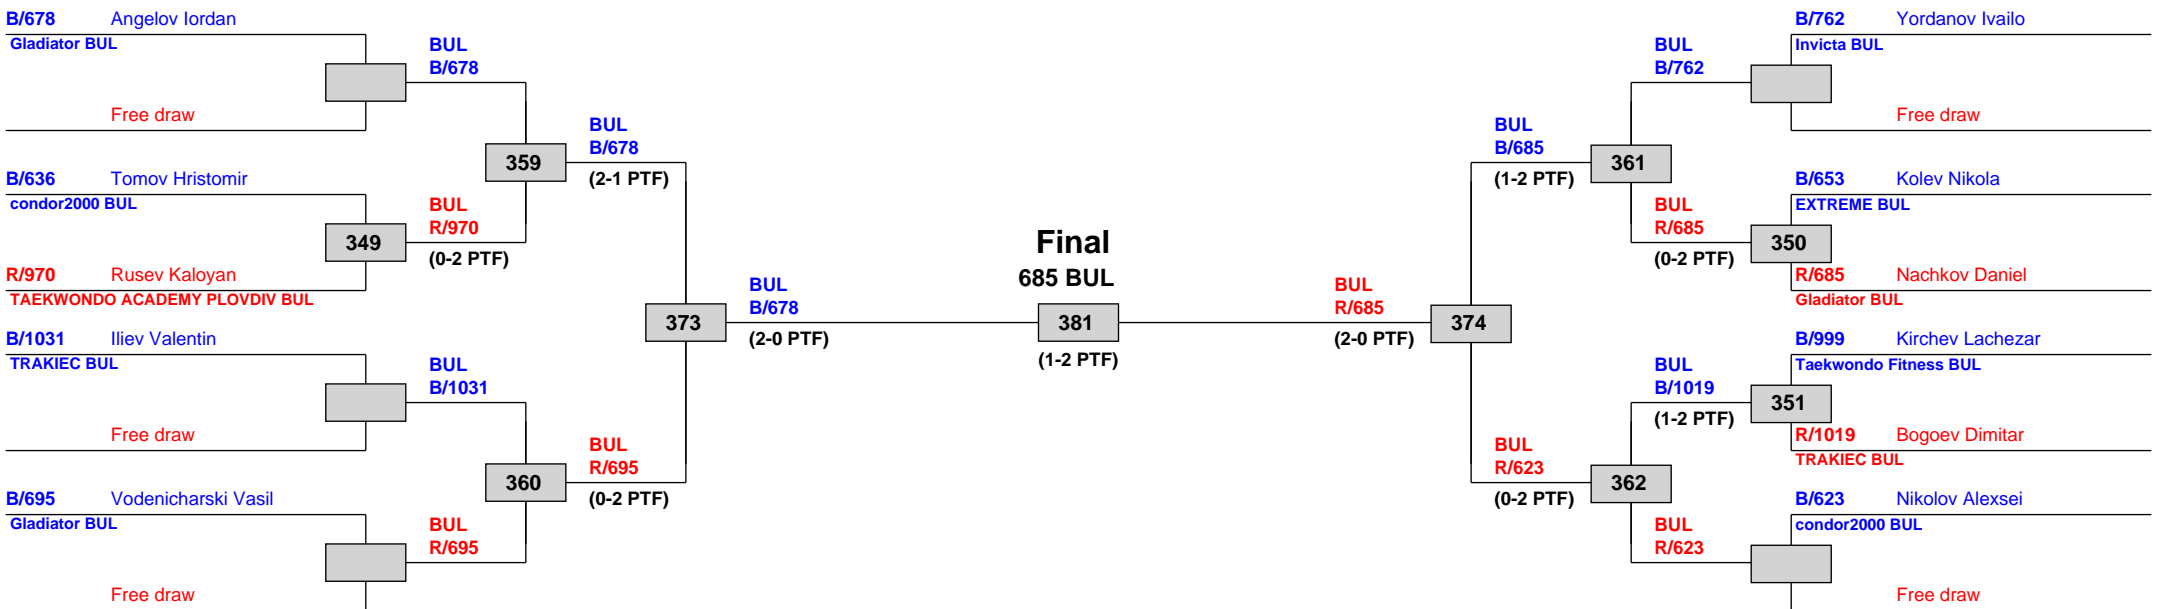 B/678 Angelov Iordan
Gladiator BUL
BUL
B/678
Free draw
BUL
B/678
359
(2-1 PTF)
B/636 Tomov Hristomir
condor2000 BUL
BUL
R/970
349
(0-2 PTF)
R/970 Rusev Kaloyan
TAEKWONDO ACADEMY PLOVDIV BUL
BUL
B/678
373
(2-0 PTF)
B/1031 Iliev Valentin
TRAKIEC BUL
BUL
B/1031
Free draw
BUL
R/695
360
(0-2 PTF)
B/695 Vodenicharski Vasil
Gladiator BUL
BUL
R/695
Free draw
Final
685 BUL
381
(1-2 PTF)
BUL
R/685
374
(2-0 PTF)
B/762 Yordanov Ivailo
Invicta BUL
BUL
B/762
Free draw
BUL
B/685
361
(1-2 PTF)
B/653 Kolev Nikola
EXTREME BUL
BUL
R/685
350
(0-2 PTF)
R/685 Nachkov Daniel
Gladiator BUL
B/999 Kirchev Lachezar
Taekwondo Fitness BUL
BUL
B/1019
351
(1-2 PTF)
R/1019 Bogoev Dimitar
TRAKIEC BUL
BUL
R/623
362
(0-2 PTF)
B/623 Nikolov Alexsei
condor2000 BUL
BUL
R/623
Free draw